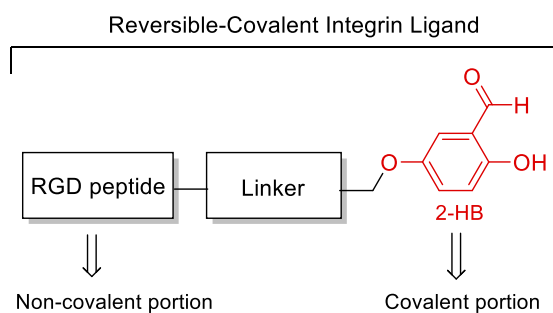 Reversible-Covalent Integrin Ligand
O
H
O
OH
RGD peptide
Linker
2-HB
Non-covalent portion
Covalent portion